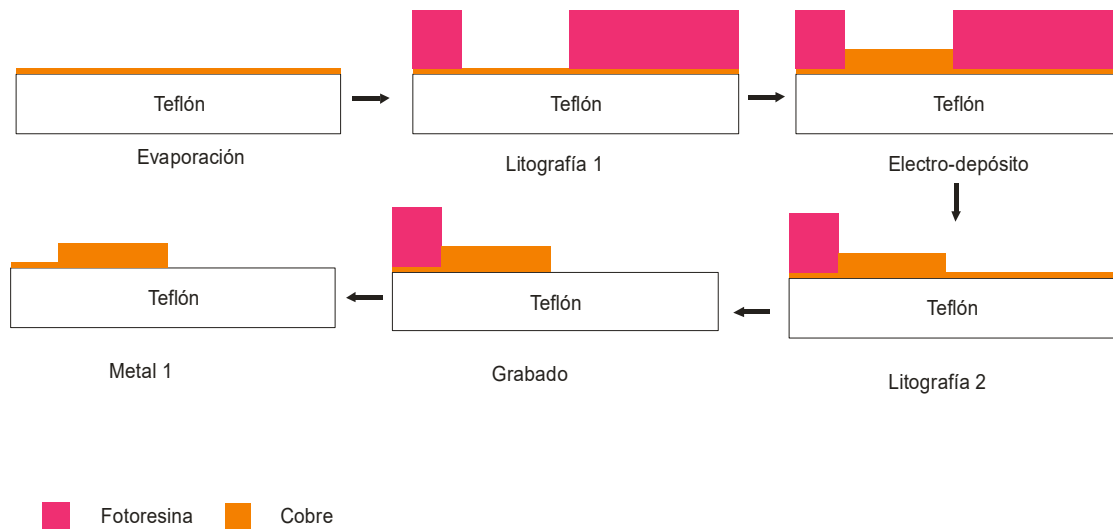 Teflón
Evaporación
Teflón
Litografía 1
Teflón
Electro-depósito
Teflón
Metal 1
Teflón
Grabado
Teflón
Litografía 2
Fotoresina
Cobre